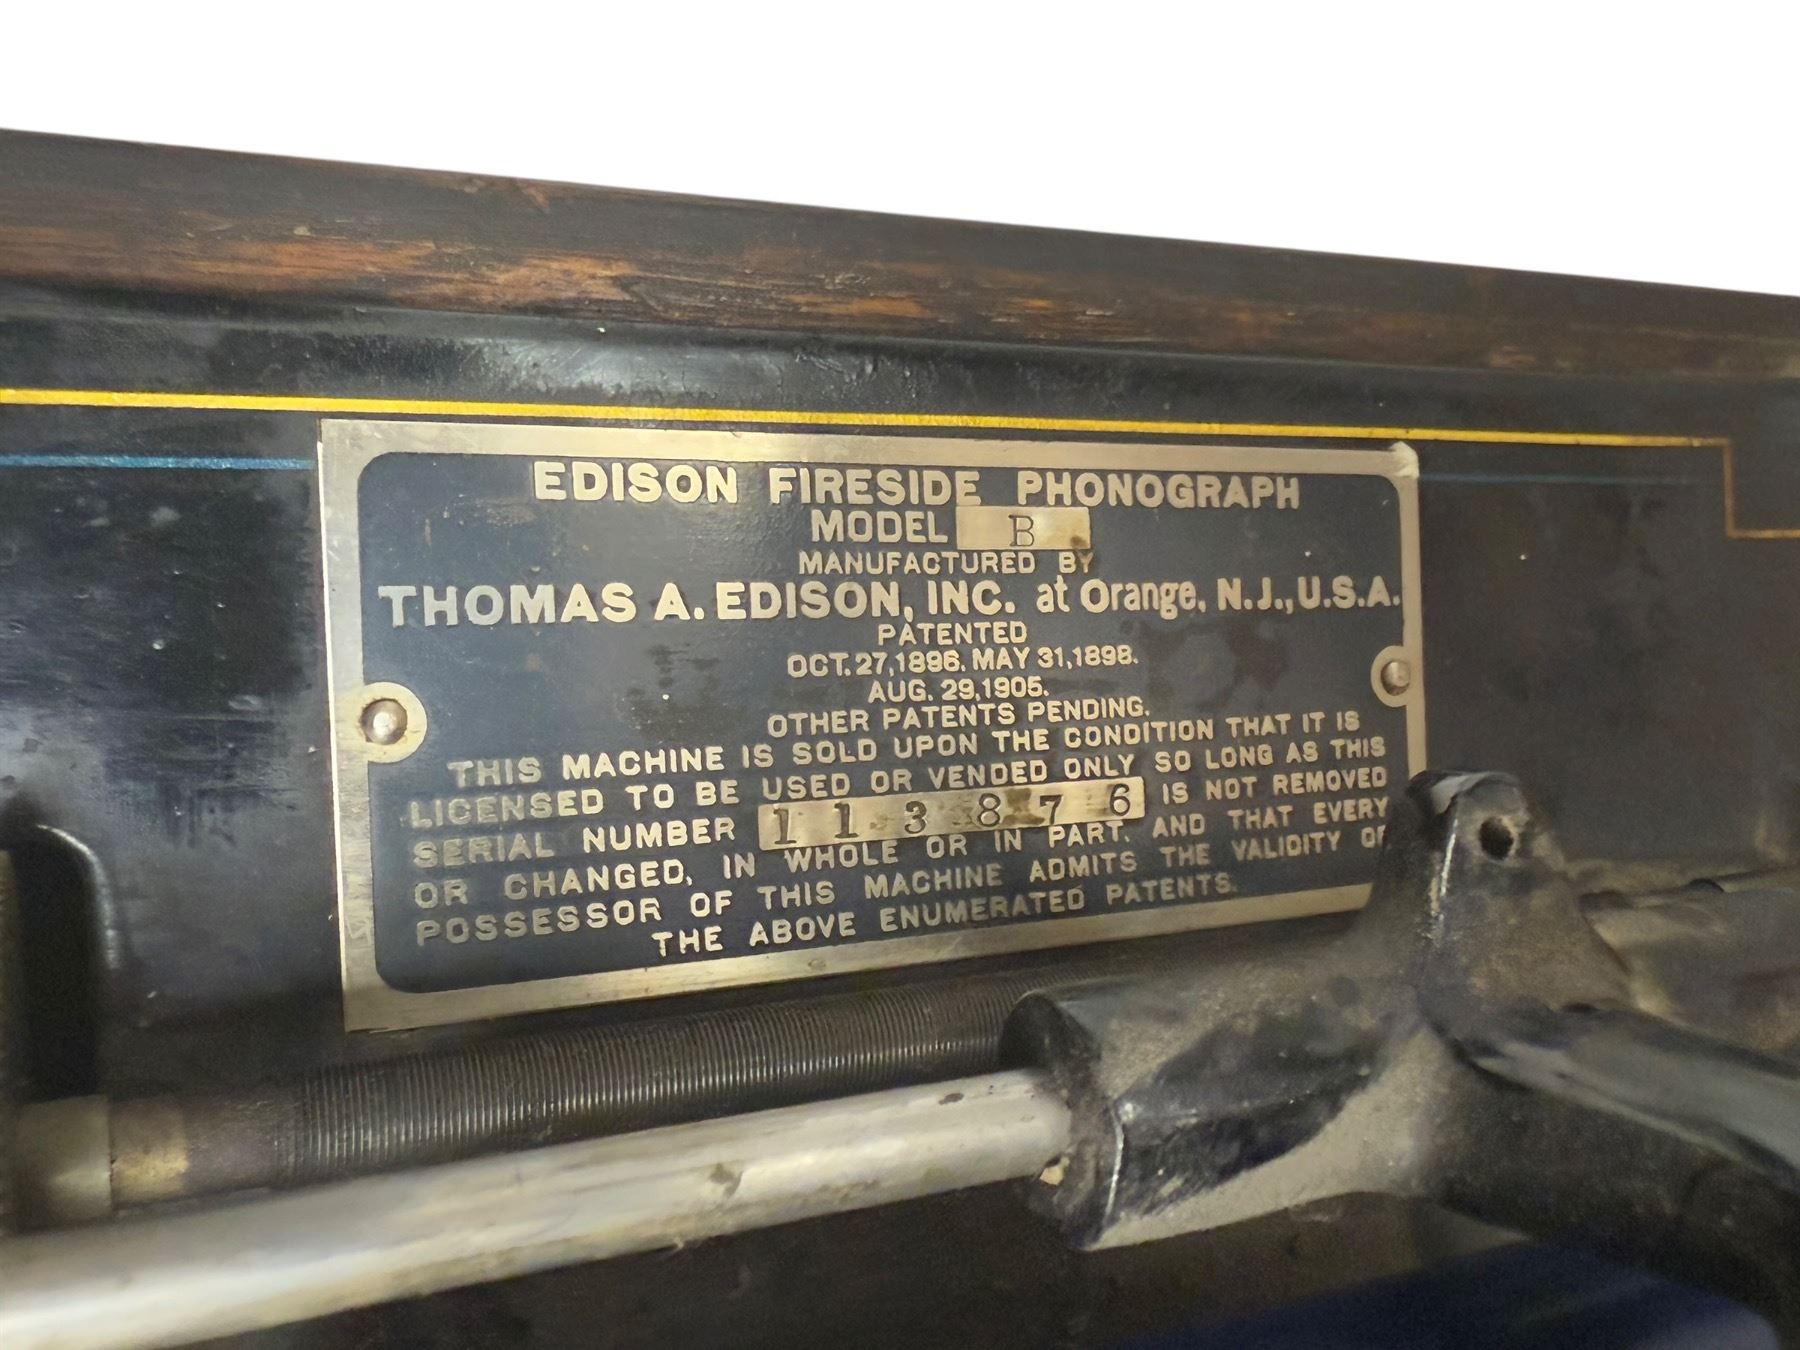 EDISON FIRESIDE PHONOGRAPH
MODEL B
MANUFACTURED BY
THOMAS A. EDISON, INC. at Orange, N.J., U.S.A.
PATENTED
OCT. 27, 1896. MAY 31, 1898.
AUG. 29, 1905.
OTHER PATENTS PENDING.
THIS MACHINE IS SOLD UPON THE CONDITION THAT IT IS
LICENSED TO BE USED OR VENDED ONLY SO LONG AS THIS
SERIAL NUMBER 113876 IS NOT REMOVED
OR CHANGED, IN WHOLE OR IN PART. AND THAT EVERY
POSSESSOR OF THIS MACHINE ADMITS THE VALIDITY OF
THE ABOVE ENUMERATED PATENTS.